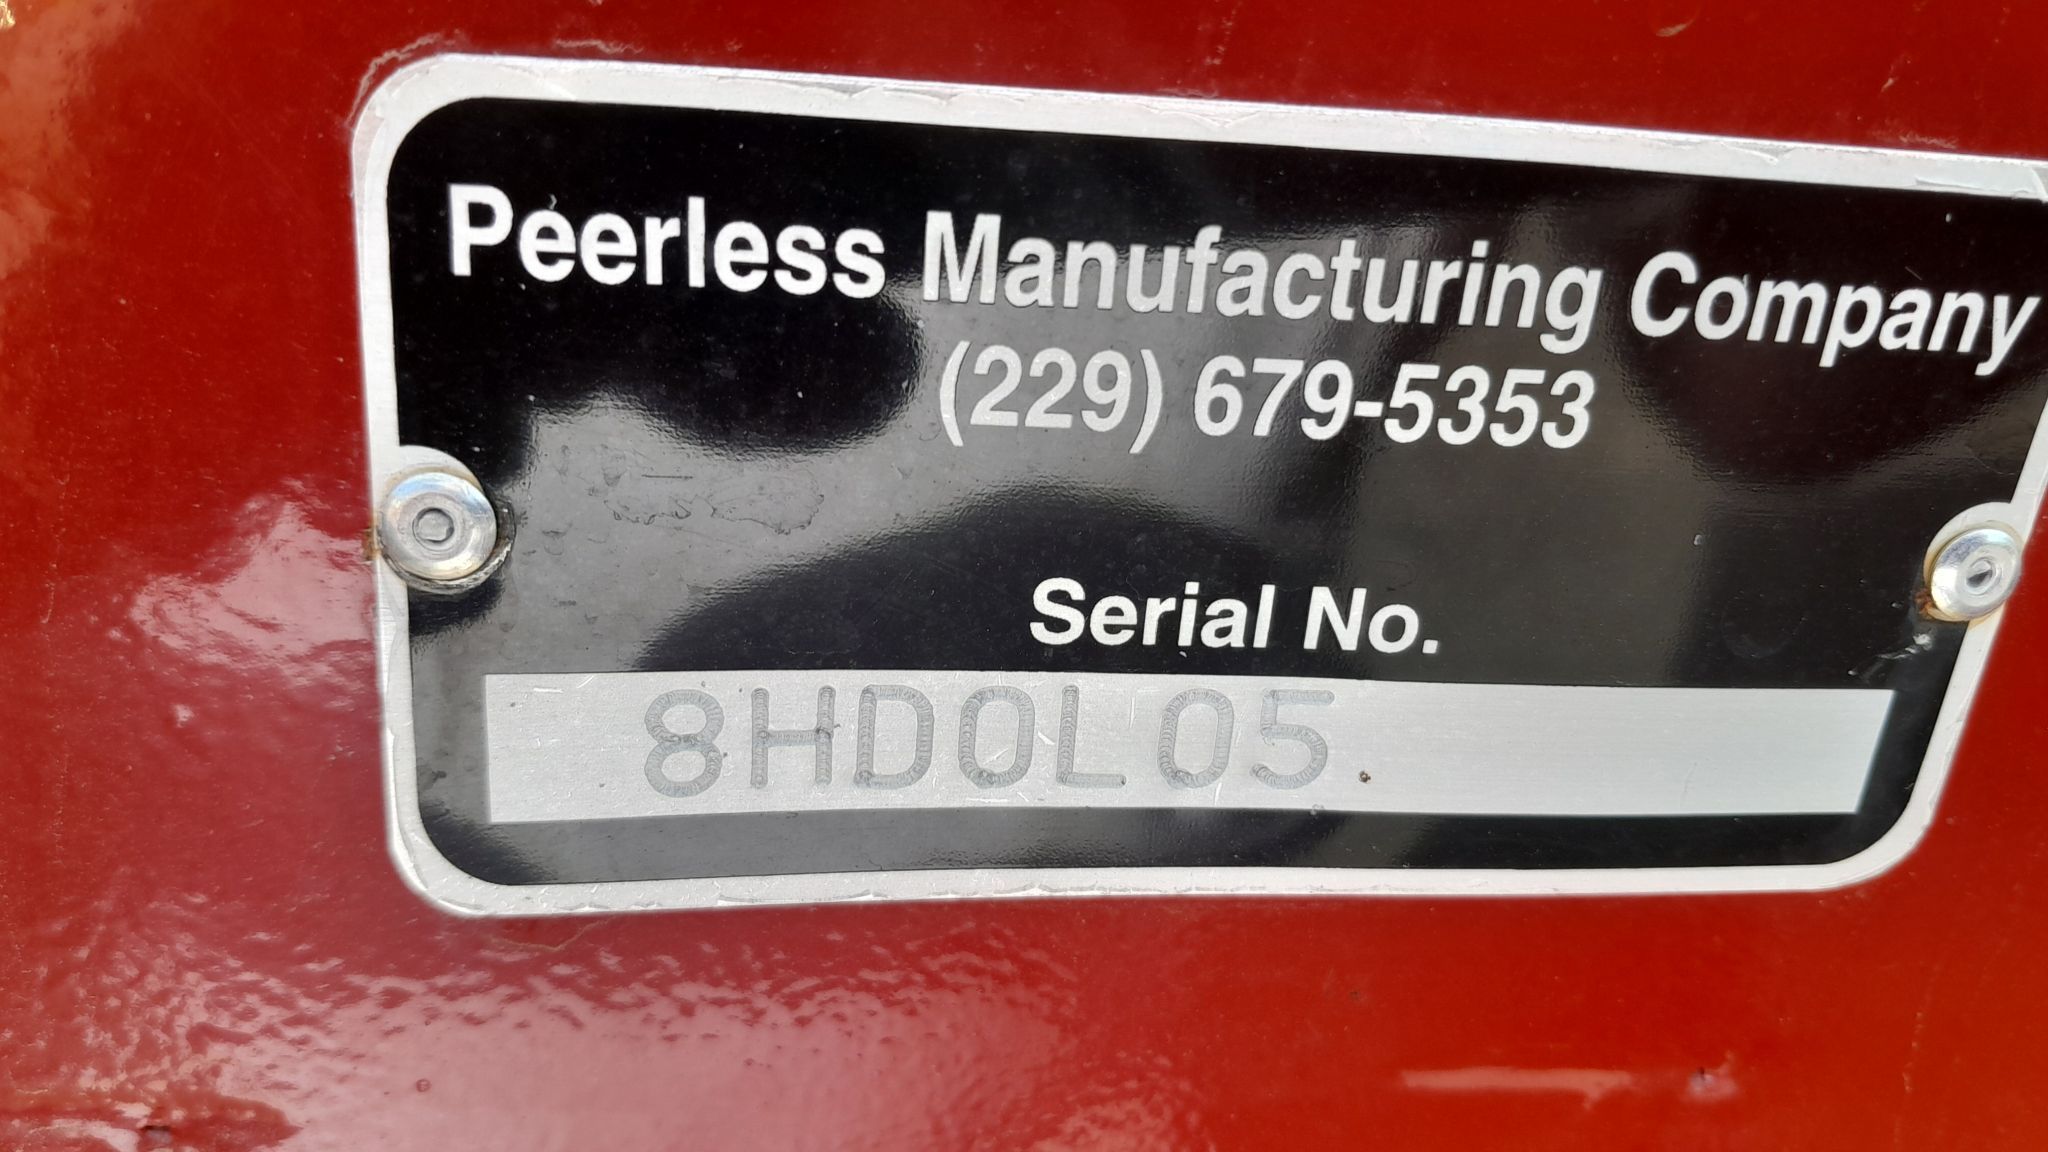 Peerless Manufacturing Company
(229) 679-5353
Serial No.
8HD0L05